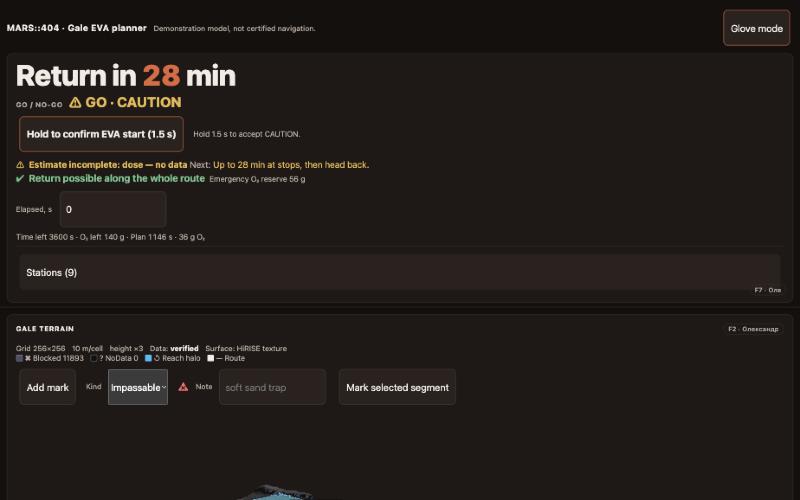 MARS::404 · Gale EVA planner Demonstration model, not certified navigation.
Glove mode
Return in 28 min
GO / NO-GO ⚠ GO · CAUTION
Hold to confirm EVA start (1.5 s) Hold 1.5 s to accept CAUTION.
⚠ Estimate incomplete: dose — no data Next: Up to 28 min at stops, then head back.
✔ Return possible along the whole route Emergency O₂ reserve 56 g
Elapsed, s 0
Time left 3600 s · O₂ left 140 g · Plan 1146 s · 36 g O₂
Stations (9)
F7 · Оля
GALE TERRAIN
F2 · Олександр
Grid 256×256 10 m/cell height ×3 Data: verified Surface: HiRISE texture
✖ Blocked 11893 ? NoData 0 ↺ Reach halo — Route
Add mark Kind Impassable Note soft sand trap Mark selected segment